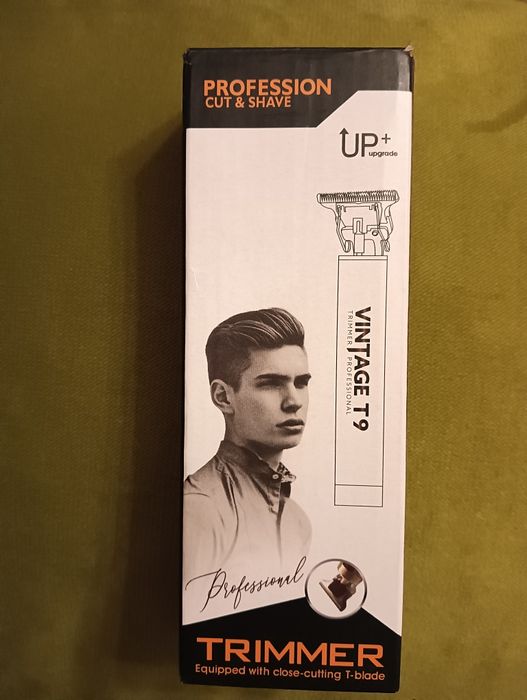 PROFESSION
CUT & SHAVE
UP+
upgrade
VINTAGE T9
TRIMMER PROFESSIONAL
Professional
TRIMMER
Equipped with close-cutting T-blade